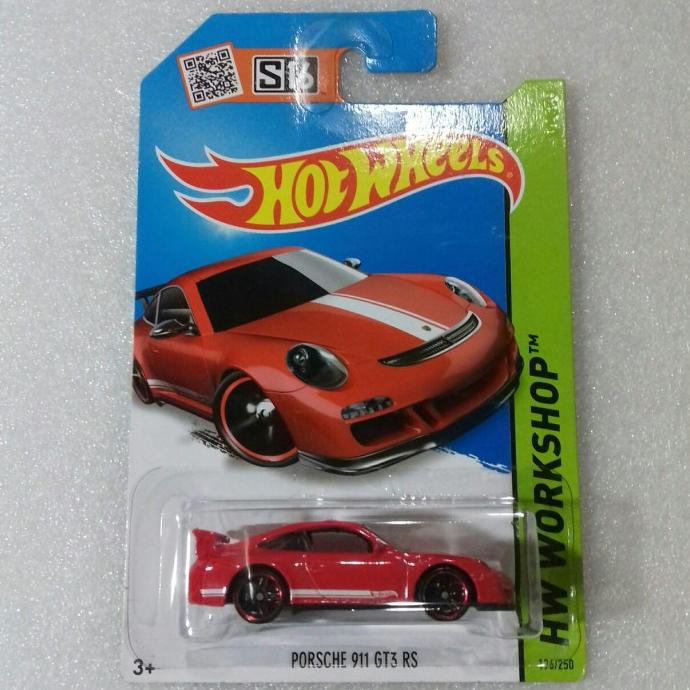 HOT WHEELS®
HW WORKSHOP™
3+
PORSCHE 911 GT3 RS